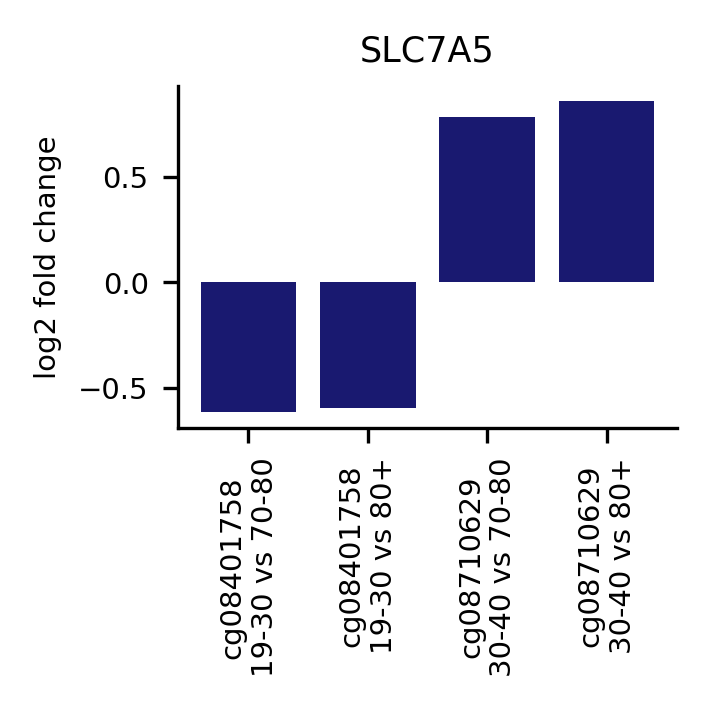 SLC7A5
log2 fold change
0.5
0.0
−0.5
cg08401758
19-30 vs 70-80
cg08401758
19-30 vs 80+
cg08710629
30-40 vs 70-80
cg08710629
30-40 vs 80+